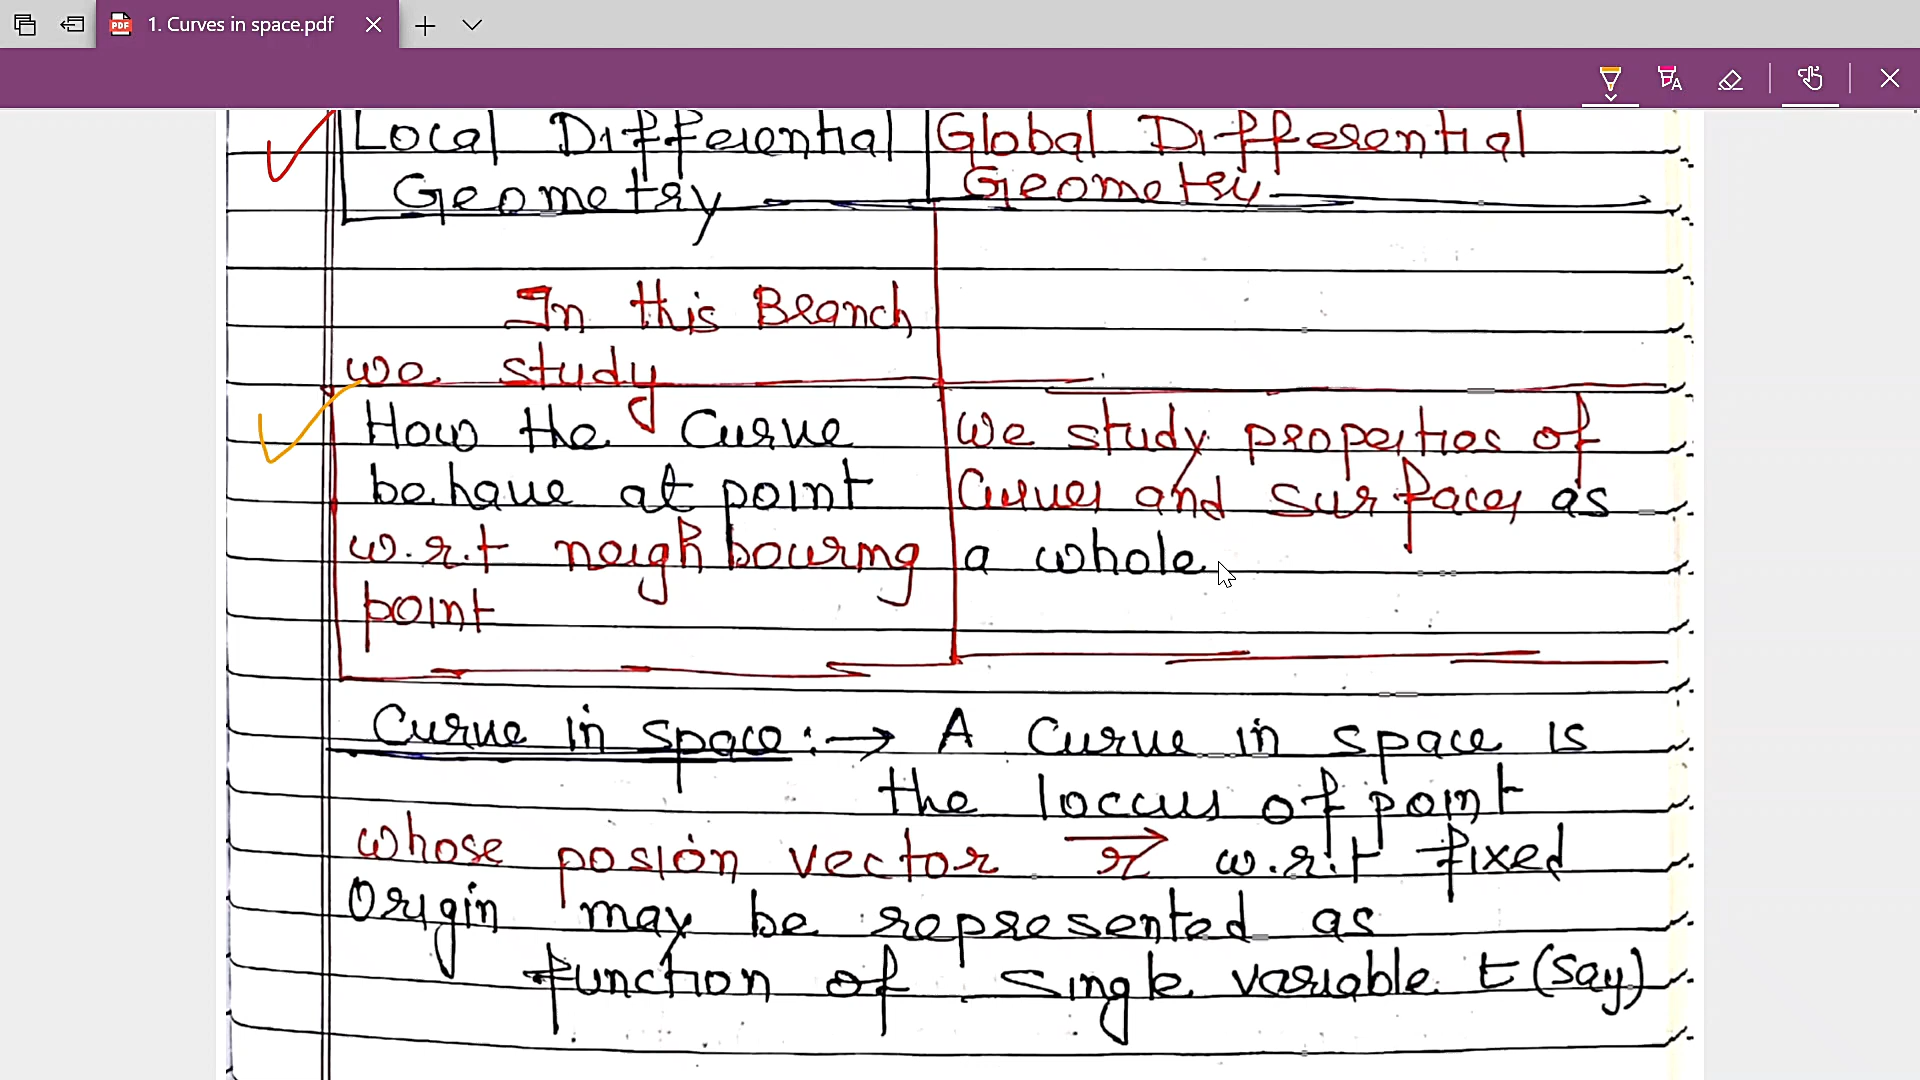 1. Curves in space.pdf
Local Differential
Geometry
Global Differential
Geometry
In this Branch
we study
How the Curve
behave at point
w.r.t neighbouring
point
We study properties of
Curves and surfaces as
a whole
Curve in space :→ A Curve in space is
the loccus of point
whose posion vector r w.r.t fixed
Origin may be represented as
function of single variable t (say)